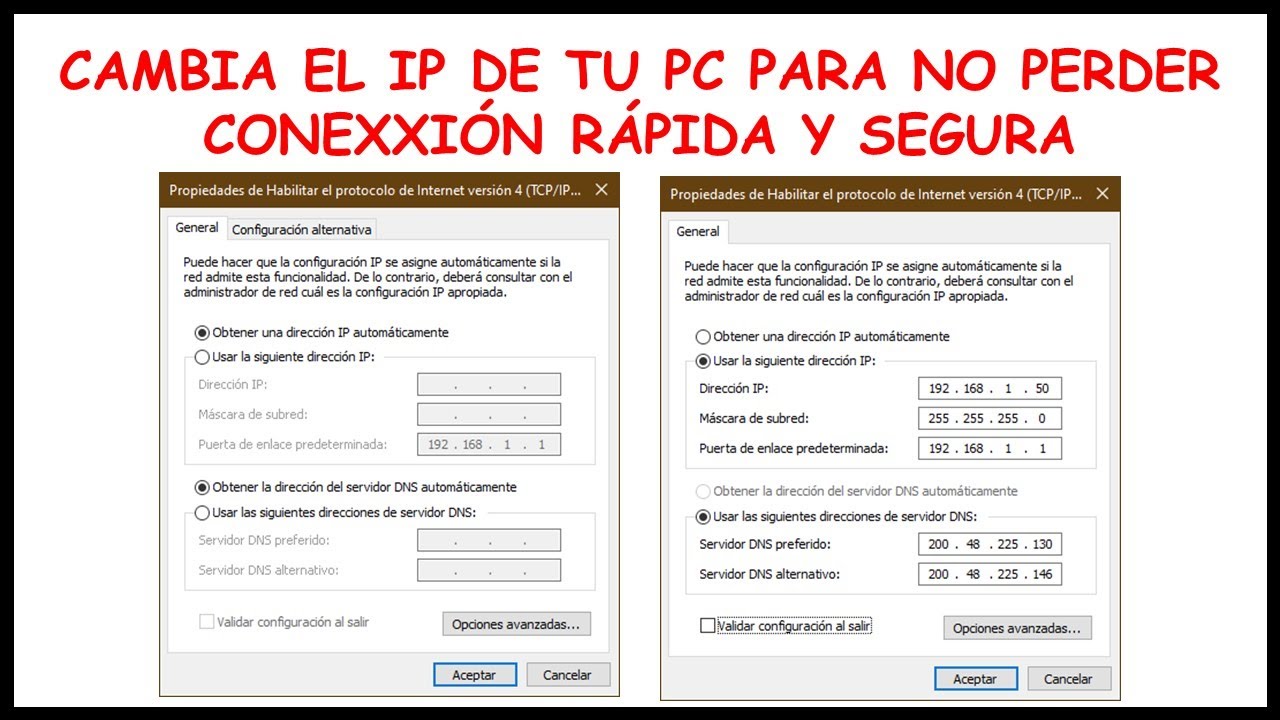 CAMBIA EL IP DE TU PC PARA NO PERDER
CONEXXIÓN RÁPIDA Y SEGURA
Propiedades de Habilitar el protocolo de Internet versión 4 (TCP/IP...
General
Configuración alternativa
Puede hacer que la configuración IP se asigne automáticamente si la
red admite esta funcionalidad. De lo contrario, deberá consultar con el
administrador de red cuál es la configuración IP apropiada.
Obtener una dirección IP automáticamente
Usar la siguiente dirección IP:
Dirección IP: . . .
Máscara de subred: . . .
Puerta de enlace predeterminada: 192 . 168 . 1 . 1
Obtener la dirección del servidor DNS automáticamente
Usar las siguientes direcciones de servidor DNS:
Servidor DNS preferido: . . .
Servidor DNS alternativo: . . .
Validar configuración al salir
Opciones avanzadas...
Aceptar
Cancelar
Propiedades de Habilitar el protocolo de Internet versión 4 (TCP/IP...
General
Puede hacer que la configuración IP se asigne automáticamente si la
red admite esta funcionalidad. De lo contrario, deberá consultar con el
administrador de red cuál es la configuración IP apropiada.
Obtener una dirección IP automáticamente
Usar la siguiente dirección IP:
Dirección IP: 192 . 168 . 1 . 50
Máscara de subred: 255 . 255 . 255 . 0
Puerta de enlace predeterminada: 192 . 168 . 1 . 1
Obtener la dirección del servidor DNS automáticamente
Usar las siguientes direcciones de servidor DNS:
Servidor DNS preferido: 200 . 48 . 225 . 130
Servidor DNS alternativo: 200 . 48 . 225 . 146
Validar configuración al salir
Opciones avanzadas...
Aceptar
Cancelar